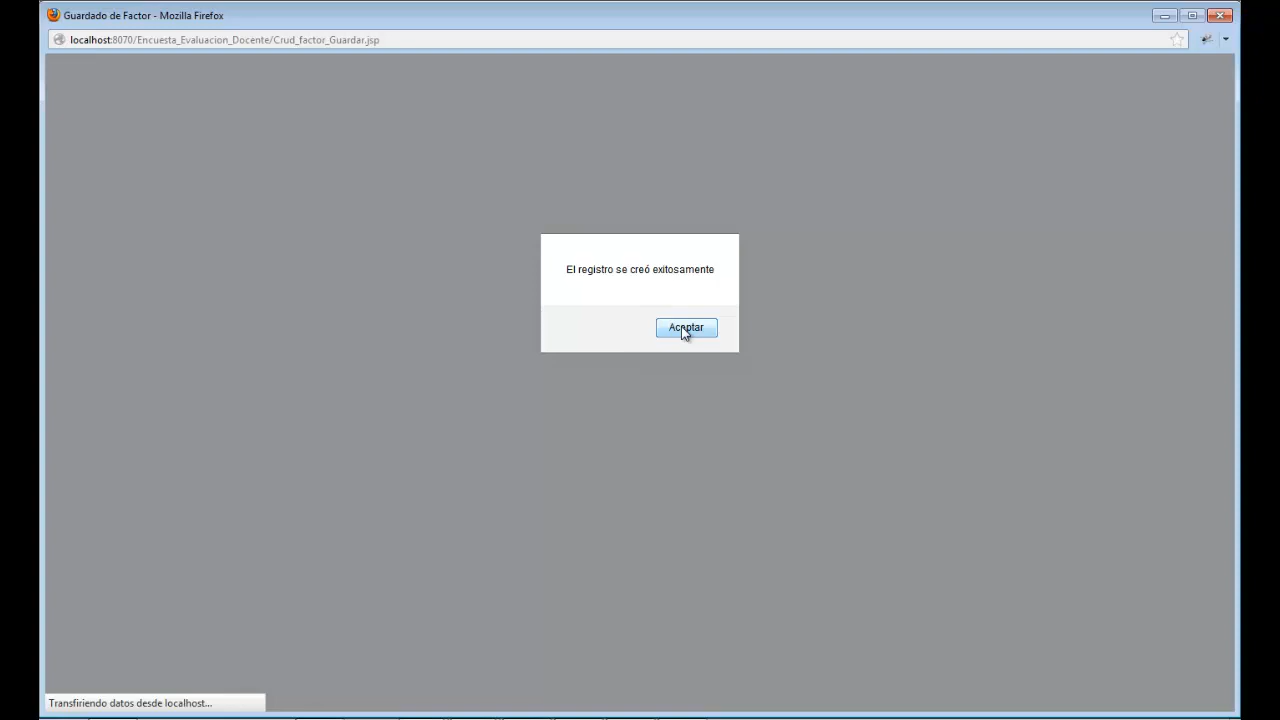 Guardado de Factor - Mozilla Firefox
localhost:8070/Encuesta_Evaluacion_Docente/Crud_factor_Guardar.jsp
El registro se creó exitosamente
Aceptar
Transfiriendo datos desde localhost...